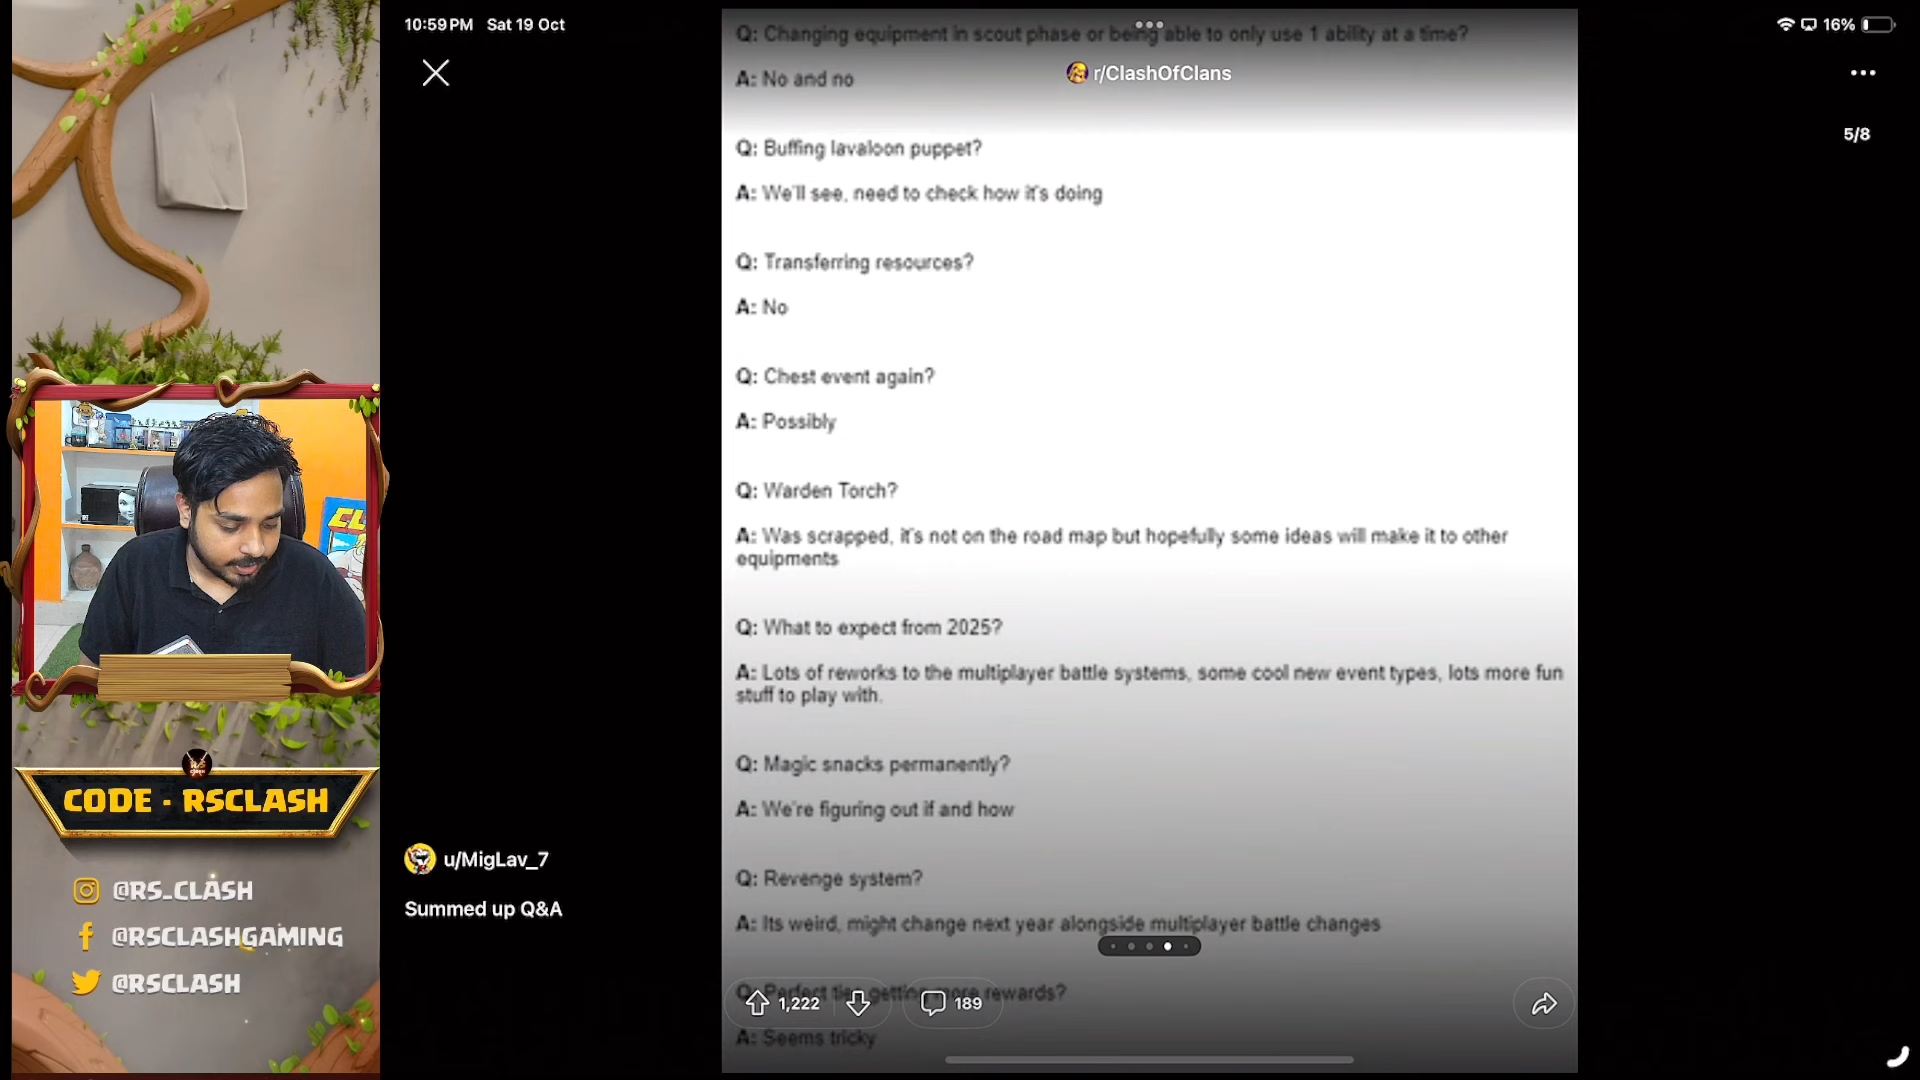 10:59 PM Sat 19 Oct
16%
Q: Changing equipment in scout phase or being able to only use 1 ability at a time?
r/ClashOfClans
A: No and no
5/8
Q: Buffing lavaloon puppet?
A: We'll see, need to check how it's doing
Q: Transferring resources?
A: No
Q: Chest event again?
A: Possibly
Q: Warden Torch?
A: Was scrapped, it's not on the road map but hopefully some ideas will make it to other
equipments
Q: What to expect from 2025?
A: Lots of reworks to the multiplayer battle systems, some cool new event types, lots more fun
stuff to play with.
Q: Magic snacks permanently?
A: We're figuring out if and how
Q: Revenge system?
A: Its weird, might change next year alongside multiplayer battle changes
Q: Perfect ties getting more rewards?
1,222
189
A: Seems tricky
u/MigLav_7
Summed up Q&A
CODE - RSCLASH
@RS_CLASH
@RSCLASHGAMING
@RSCLASH
CL